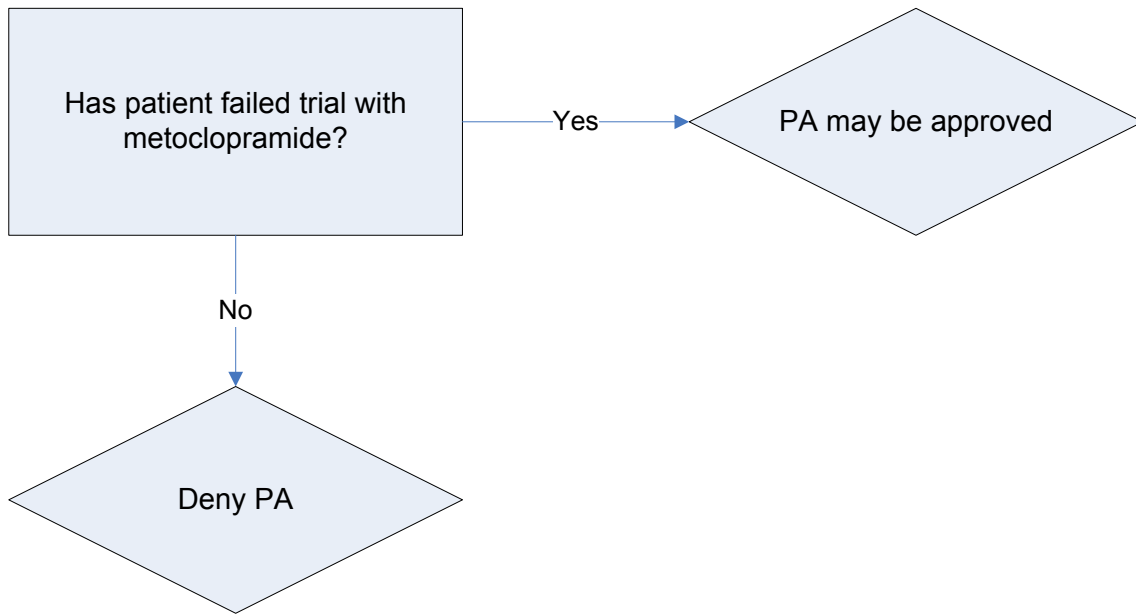 Has patient failed trial with
metoclopramide?
Yes
PA may be approved
No
Deny PA